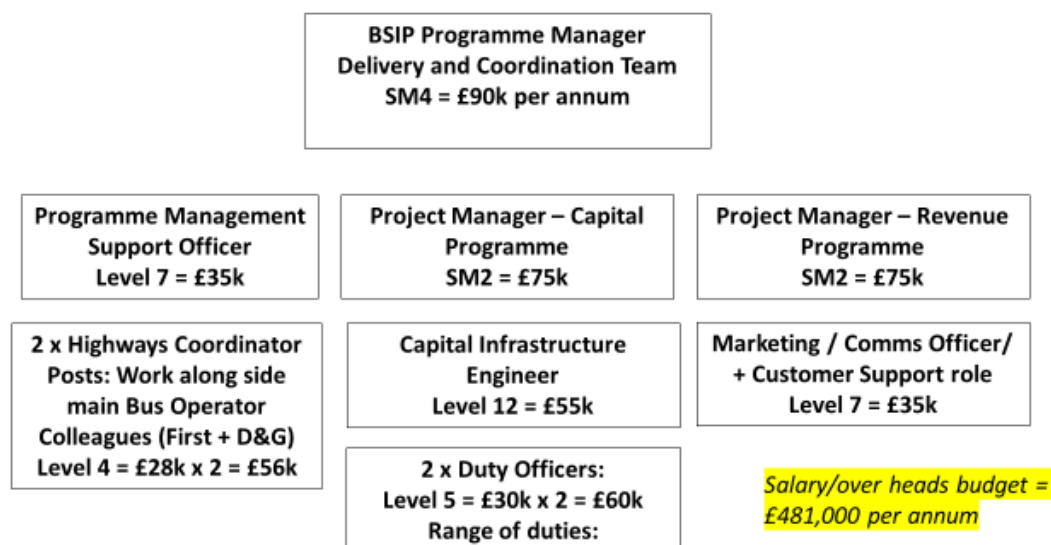 BSIP Programme Manager
Delivery and Coordination Team
SM4 = £90k per annum
Programme Management
Support Officer
Level 7 = £35k
Project Manager – Capital
Programme
SM2 = £75k
Project Manager – Revenue
Programme
SM2 = £75k
2 x Highways Coordinator
Posts: Work along side
main Bus Operator
Colleagues (First + D&G)
Level 4 = £28k x 2 = £56k
Capital Infrastructure
Engineer
Level 12 = £55k
Marketing / Comms Officer/
+ Customer Support role
Level 7 = £35k
2 x Duty Officers:
Level 5 = £30k x 2 = £60k
Range of duties:
Salary/over heads budget =
£481,000 per annum